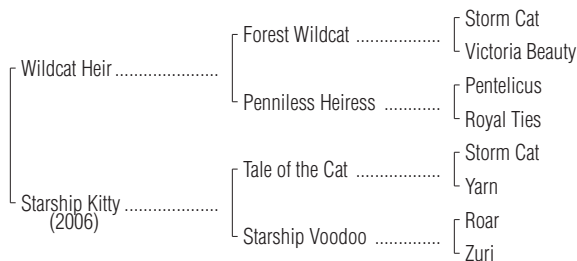 Storm Cat
Forest Wildcat ..................
Victoria Beauty
Wildcat Heir ......................
Pentelicus
Penniless Heiress ............
Royal Ties
Storm Cat
Tale of the Cat ..................
Yarn
Starship Kitty ....................
(2006)
Roar
Starship Voodoo ..............
Zuri